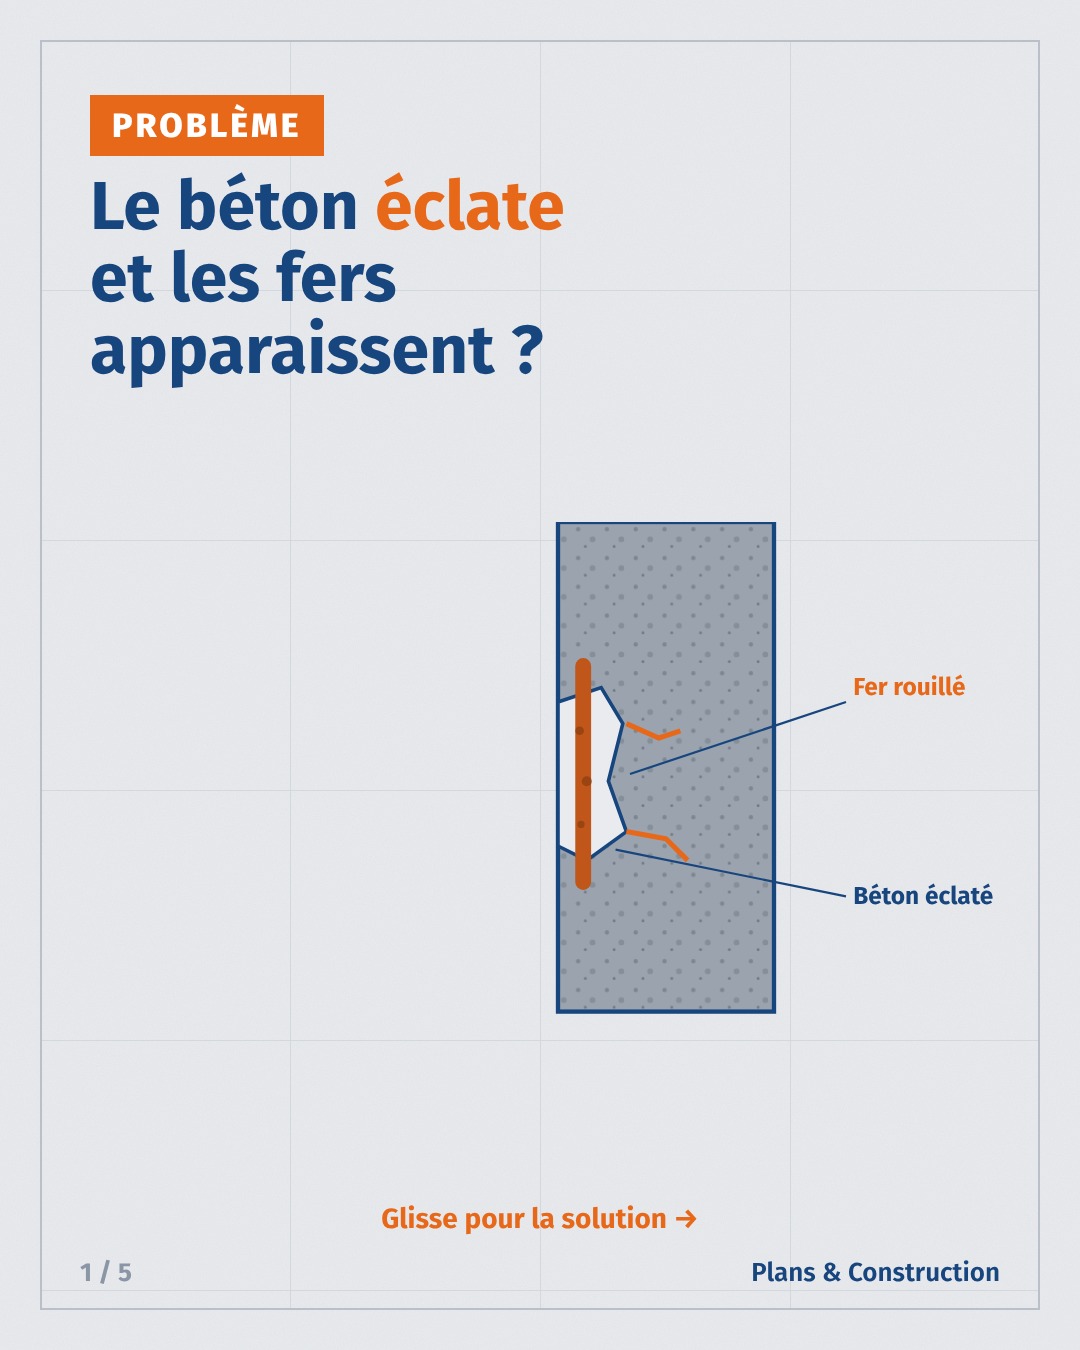 PROBLÈME
Le béton éclate
et les fers
apparaissent ?
Fer rouillé
Béton éclaté
Glisse pour la solution →
1 / 5
Plans & Construction